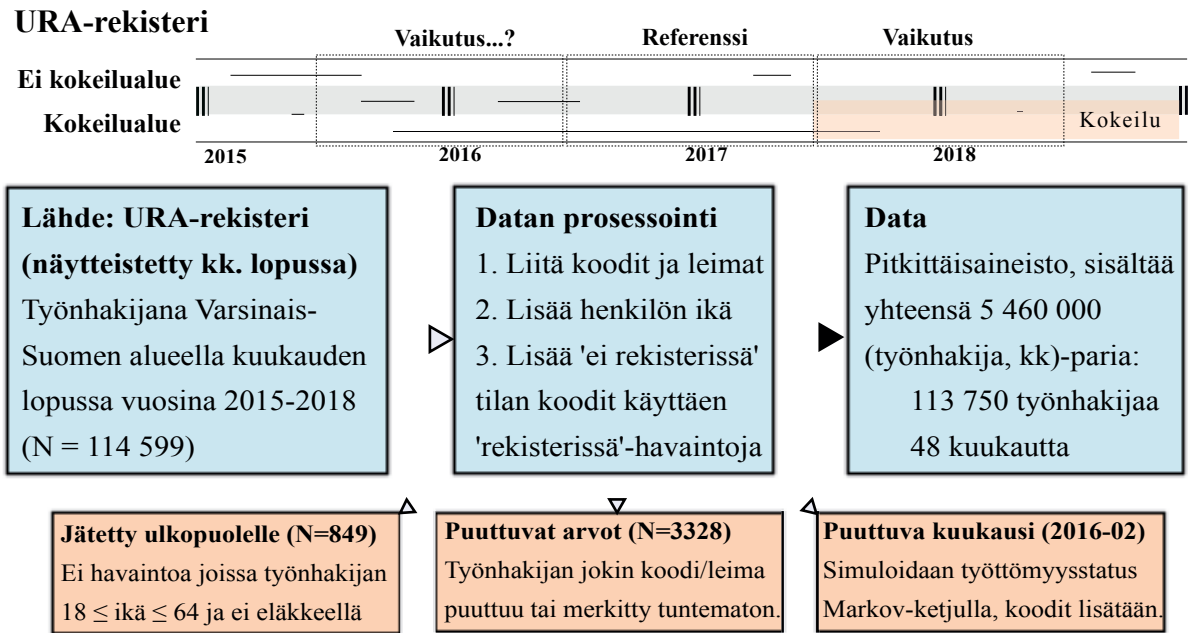 URA-rekisteri
Vaikutus...? Referenssi Vaikutus
Ei kokeilualue
Kokeilualue
Kokeilu
2015 2016 2017 2018
Lähde: URA-rekisteri
(näytteistetty kk. lopussa)
Työnhakijana Varsinais-
Suomen alueella kuukauden
lopussa vuosina 2015-2018
(N = 114 599)
Datan prosessointi
1. Liitä koodit ja leimat
2. Lisää henkilön ikä
3. Lisää 'ei rekisterissä'
tilan koodit käyttäen
'rekisterissä'-havaintoja
Data
Pitkittäisaineisto, sisältää
yhteensä 5 460 000
(työnhakija, kk)-paria:
113 750 työnhakijaa
48 kuukautta
Jätetty ulkopuolelle (N=849)
Ei havaintoa joissa työnhakijan
18 ≤ ikä ≤ 64 ja ei eläkkeellä
Puuttuvat arvot (N=3328)
Työnhakijan jokin koodi/leima
puuttuu tai merkitty tuntematon.
Puuttuva kuukausi (2016-02)
Simuloidaan työttömyysstatus
Markov-ketjulla, koodit lisätään.